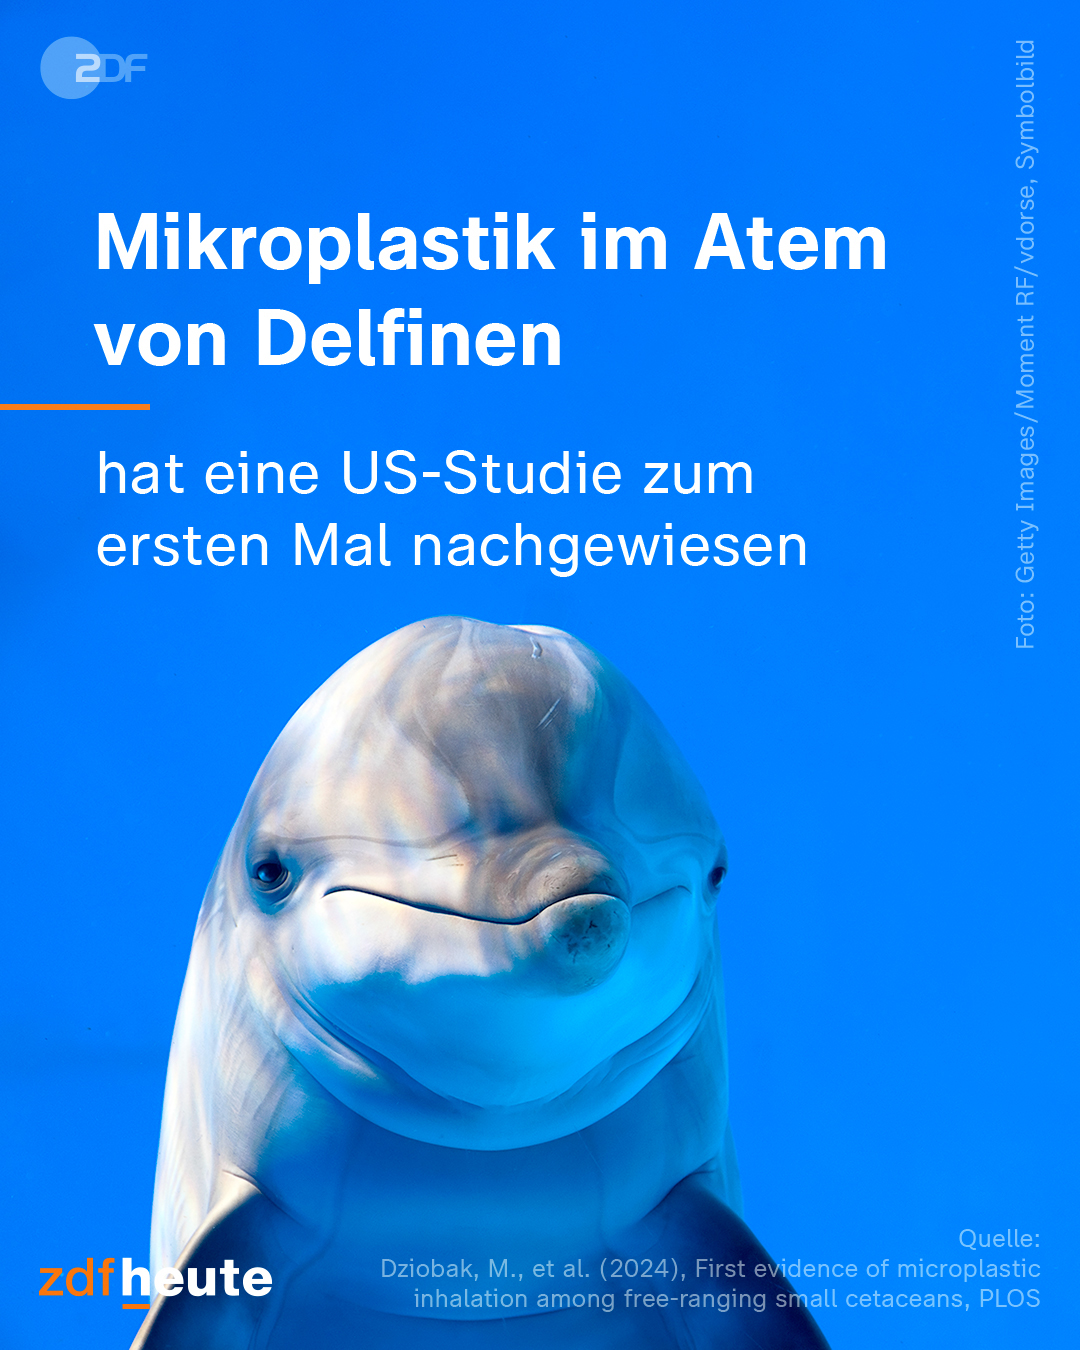 ZDF
Mikroplastik im Atem
von Delfinen
hat eine US-Studie zum
ersten Mal nachgewiesen
Foto: Getty Images/Moment RF/vdorse, Symbolbild
zdfheute
Quelle:
Dziobak, M., et al. (2024), First evidence of microplastic
inhalation among free-ranging small cetaceans, PLOS